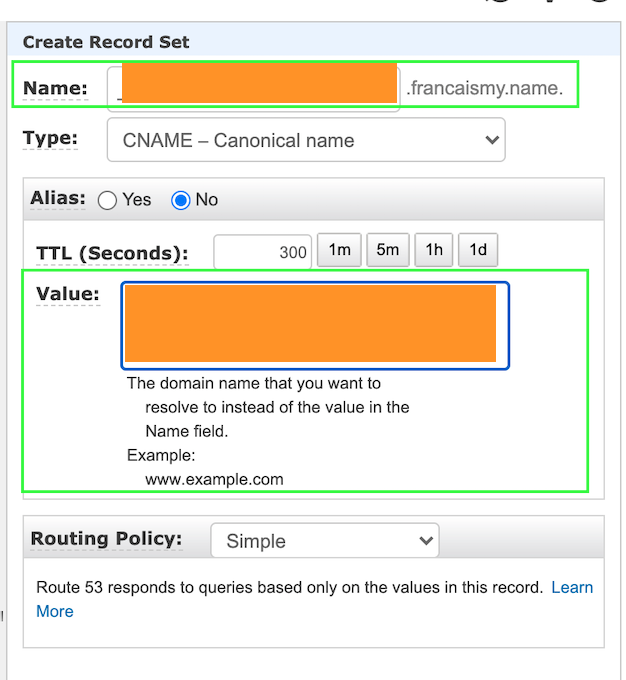 Create Record Set
Name: _ .francaismy.name.
Type: CNAME – Canonical name
Alias: Yes No
TTL (Seconds): 300 1m 5m 1h 1d
Value:
The domain name that you want to
resolve to instead of the value in the
Name field.
Example:
www.example.com
Routing Policy: Simple
Route 53 responds to queries based only on the values in this record. Learn
More